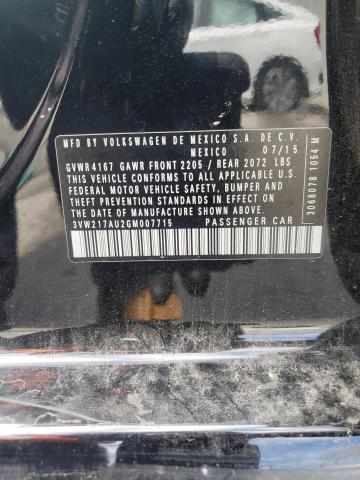 MFD BY VOLKSWAGEN DE MEXICO S.A. DE C.V.
MEXICO 07/15
GVWR4167 GAWR FRONT 2205 / REAR 2072 LBS
THIS VEHICLE CONFORMS TO ALL APPLICABLE U.S.
FEDERAL MOTOR VEHICLE SAFETY, BUMPER AND
THEFT PREVENTION STANDARDS IN EFFECT
ON THE DATE OF MANUFACTURE SHOWN ABOVE.
3VW217AU2GM007715 PASSENGER CAR
3068078 1054 M